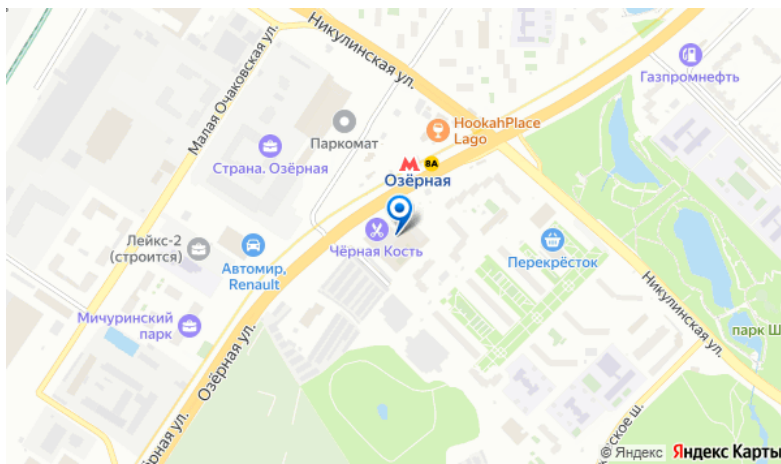 Никулинская ул.
Малая Очаковская ул.
Газпромнефть
HookahPlace
Lago
Паркомат
Страна. Озёрная
8А
Озёрная
Чёрная Кость
Лейкс-2
(строится)
Автомир,
Renault
Перекрёсток
Мичуринский
парк
Озёрная ул.
Никулинская ул.
парк
© Яндекс Яндекс Карты